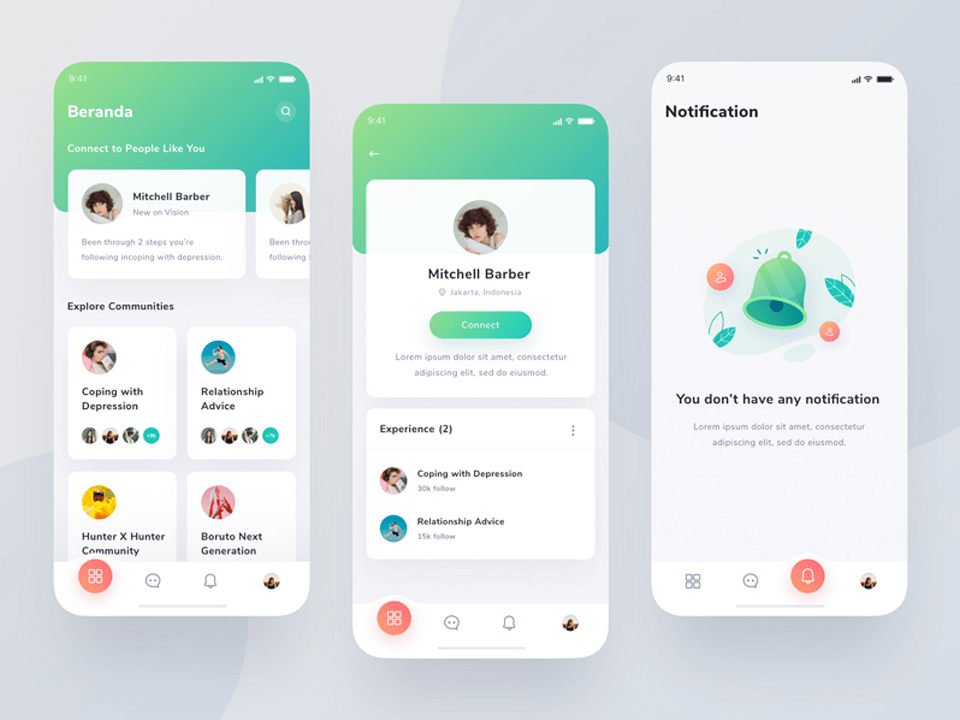 9:41
Beranda
Connect to People Like You
Mitchell Barber
New on Vision
Been through 2 steps you're
following incoping with depression.
Been throu
following i
Explore Communities
Coping with
Depression
+9k
Relationship
Advice
+7k
Hunter X Hunter
Community
Boruto Next
Generation
9:41
Mitchell Barber
Jakarta, Indonesia
Connect
Lorem ipsum dolor sit amet, consectetur
adipiscing elit, sed do eiusmod.
Experience (2)
Coping with Depression
30k follow
Relationship Advice
15k follow
9:41
Notification
You don't have any notification
Lorem ipsum dolor sit amet, consectetur
adipiscing elit, sed do eiusmod.